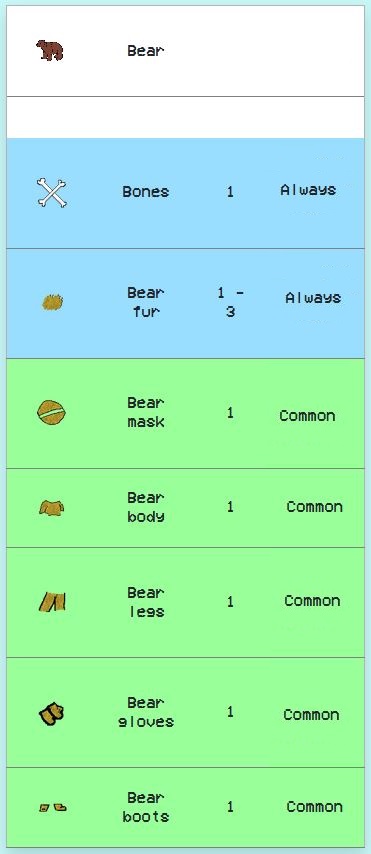 Bear
Bones 1 Always
Bear
fur
1 -
3
Always
Bear
mask
1 Common
Bear
body
1 Common
Bear
legs
1 Common
Bear
gloves
1 Common
Bear
boots
1 Common